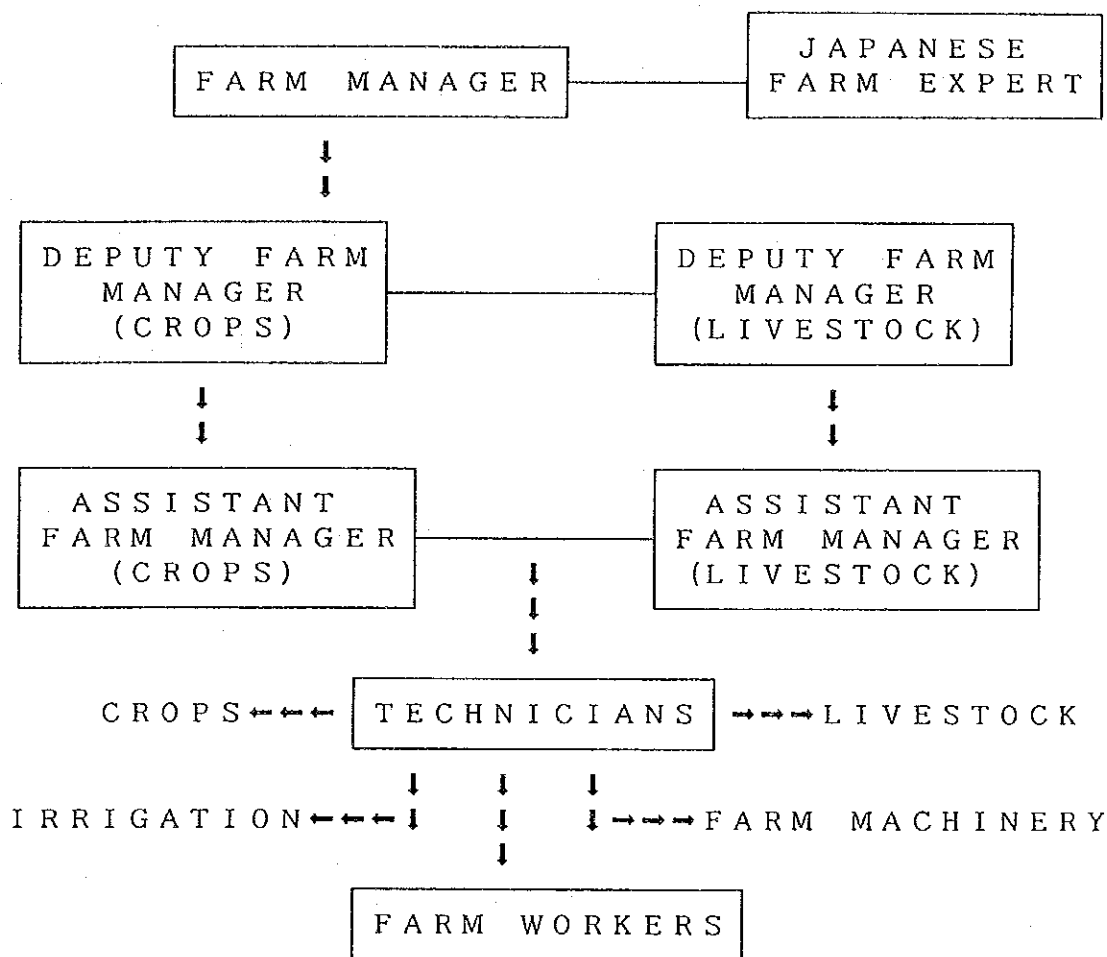 FARM MANAGER
JAPANESE
FARM EXPERT
DEPUTY FARM
MANAGER
(CROPS)
DEPUTY FARM
MANAGER
(LIVESTOCK)
ASSISTANT
FARM MANAGER
(CROPS)
ASSISTANT
FARM MANAGER
(LIVESTOCK)
CROPS
TECHNICIANS
LIVESTOCK
IRRIGATION
FARM MACHINERY
FARM WORKERS